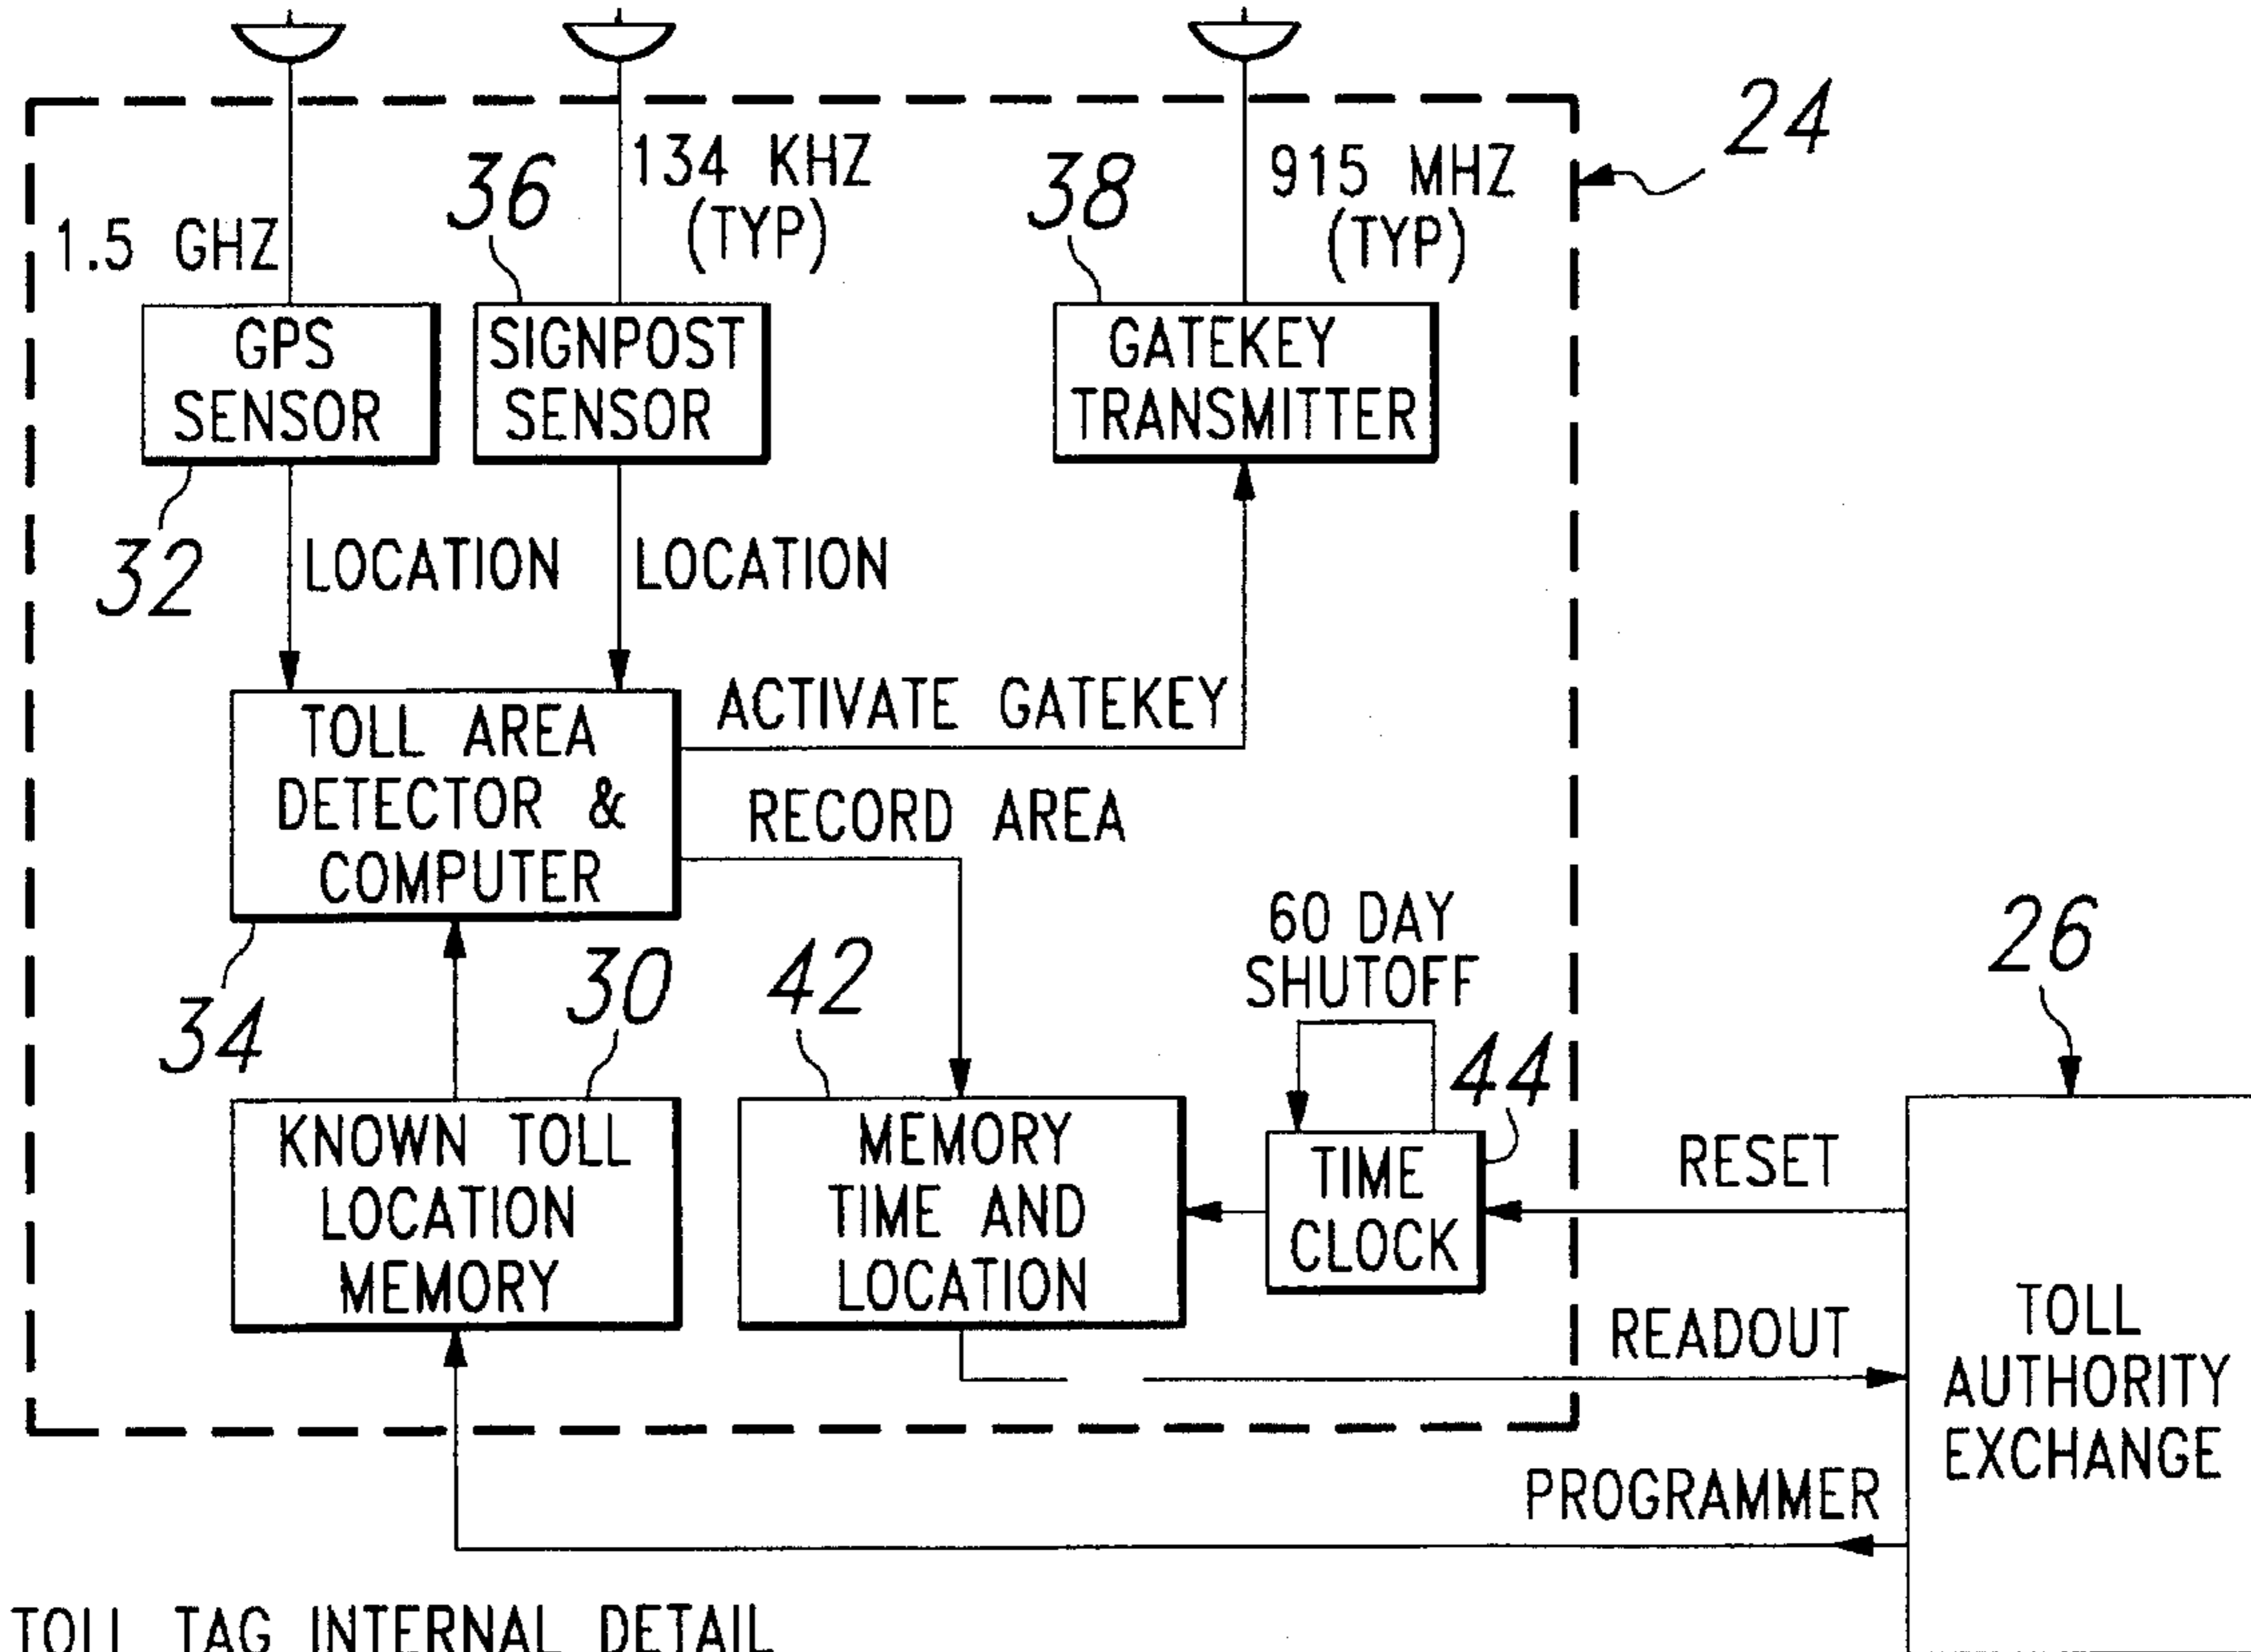 24
36
134 KHZ
(TYP)
38
915 MHZ
(TYP)
1.5 GHZ
GPS
SENSOR
SIGNPOST
SENSOR
GATEKEY
TRANSMITTER
32
LOCATION
LOCATION
TOLL AREA
DETECTOR &
COMPUTER
ACTIVATE GATEKEY
RECORD AREA
34
30
42
60 DAY
SHUTOFF
44
26
KNOWN TOLL
LOCATION
MEMORY
MEMORY
TIME AND
LOCATION
TIME
CLOCK
RESET
READOUT
TOLL
AUTHORITY
EXCHANGE
PROGRAMMER
TOLL TAG INTERNAL DETAIL